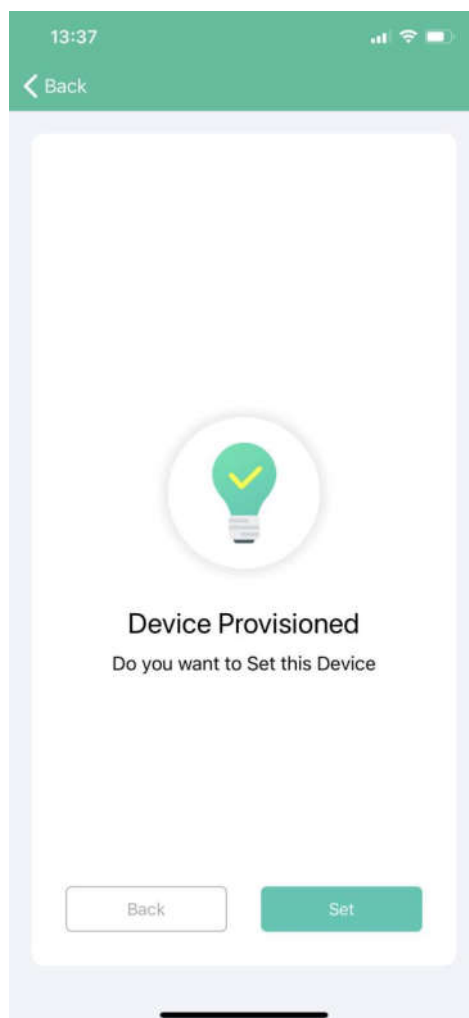 13:37
Back
Device Provisioned
Do you want to Set this Device
Back
Set